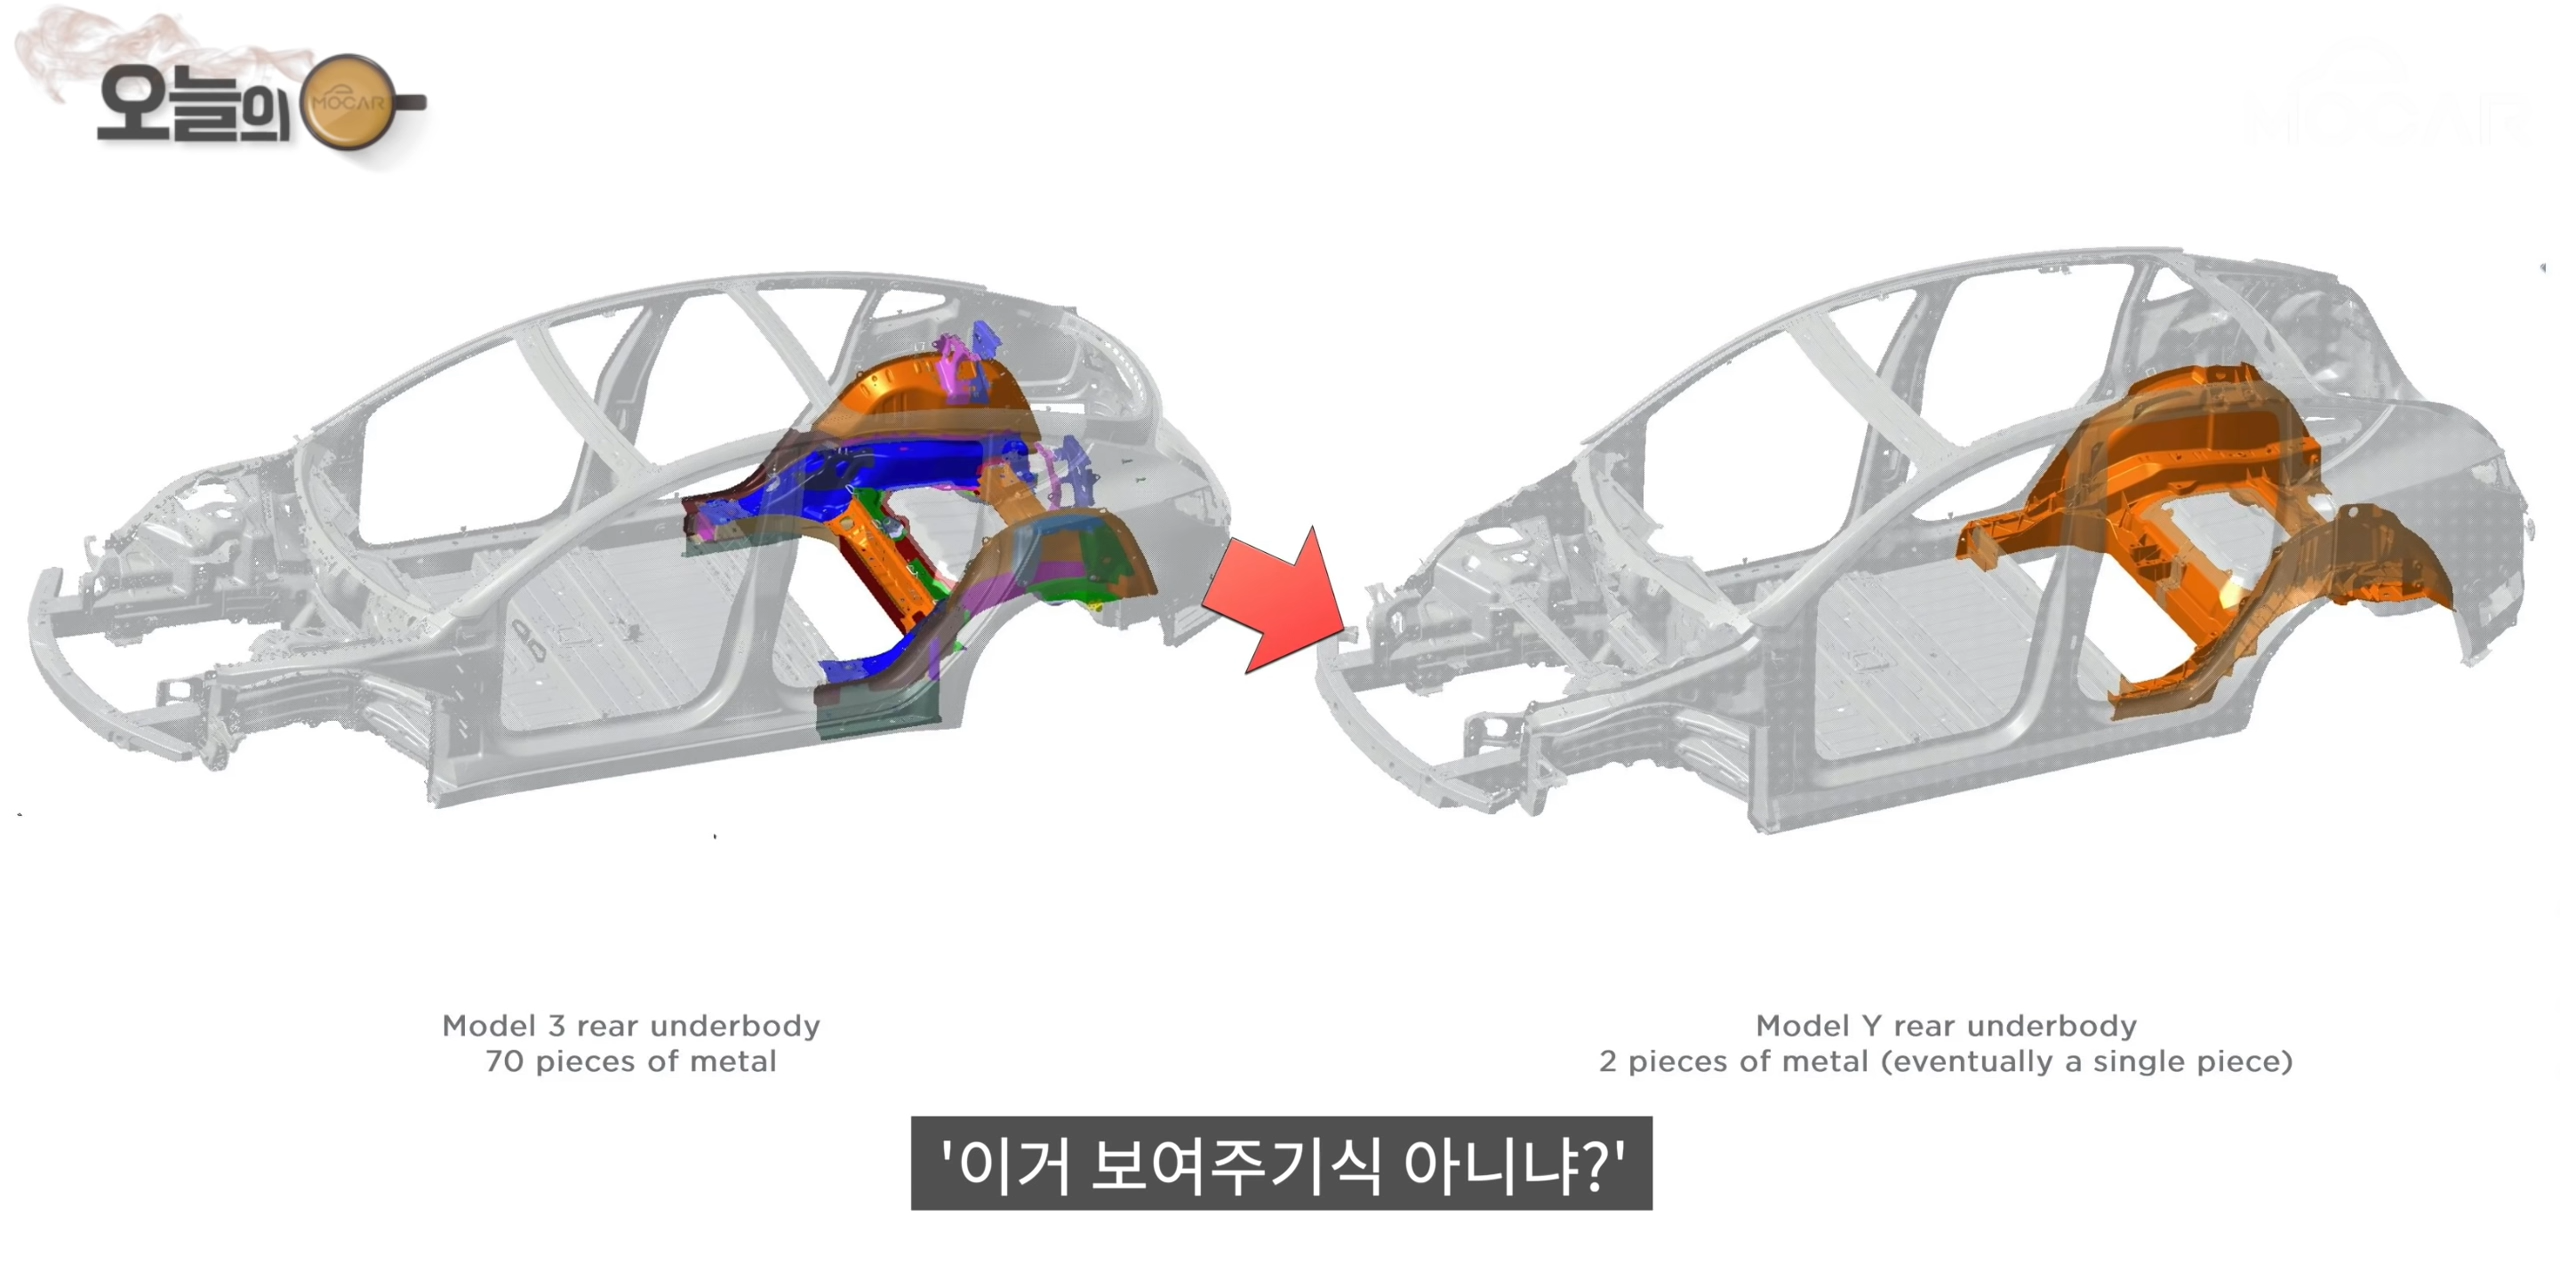 오늘의
MOCAR
MOCAR
Model 3 rear underbody
70 pieces of metal
Model Y rear underbody
2 pieces of metal (eventually a single piece)
'이거 보여주기식 아니냐?'